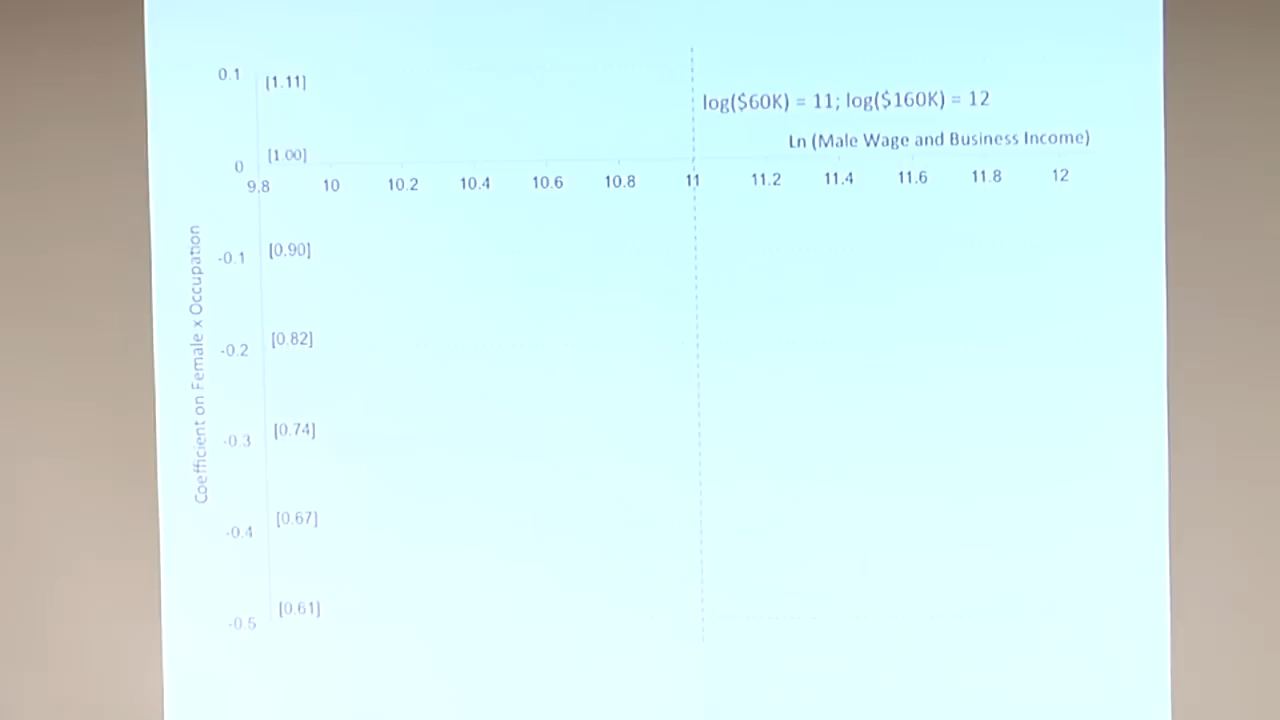 0.1 [1.11]
log($60K) = 11; log($160K) = 12
Ln (Male Wage and Business Income)
0 [1.00]
9.8 10 10.2 10.4 10.6 10.8 11 11.2 11.4 11.6 11.8 12
-0.1 [0.90]
-0.2 [0.82]
-0.3 [0.74]
-0.4 [0.67]
-0.5 [0.61]
Coefficient on Female x Occupation